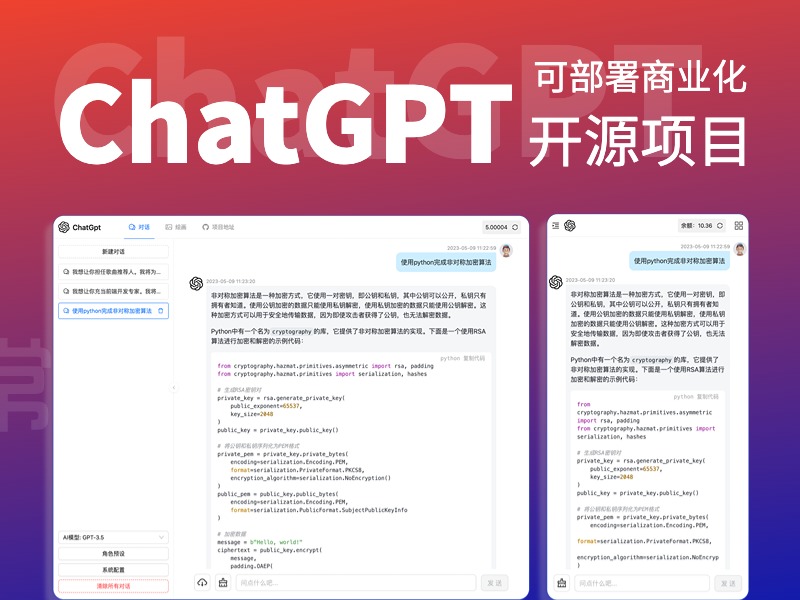 ChatGPT
可部署商业化
开源项目
ChatGpt
对话
绘画
项目地址
5.00004
新建对话
我想让你担任歌曲推荐人。我将为...
我想让你充当前端开发专家。我将...
使用python完成非对称加密算法
2023-05-09 11:22:59
使用python完成非对称加密算法
2023-05-09 11:23:20
非对称加密算法是一种加密方式，它使用一对密钥，即公钥和私钥，其中公钥可以公开，私钥只有
拥有者知道。使用公钥加密的数据只能使用私钥解密，使用私钥加密的数据只能使用公钥解密。这
种加密方式可以用于安全地传输数据，因为即使攻击者获得了公钥，也无法解密数据。
Python中有一个名为 cryptography 的库，它提供了非对称加密算法的实现。下面是一个使用RSA
算法进行加密和解密的示例代码：
python 复制代码
from cryptography.hazmat.primitives.asymmetric import rsa, padding
from cryptography.hazmat.primitives import serialization, hashes
# 生成RSA密钥对
private_key = rsa.generate_private_key(
public_exponent=65537,
key_size=2048
)
public_key = private_key.public_key()
# 将公钥和私钥序列化为PEM格式
private_pem = private_key.private_bytes(
encoding=serialization.Encoding.PEM,
format=serialization.PrivateFormat.PKCS8,
encryption_algorithm=serialization.NoEncryption()
)
public_pem = public_key.public_bytes(
encoding=serialization.Encoding.PEM,
format=serialization.PublicFormat.SubjectPublicKeyInfo
)
# 加密数据
message = b"Hello, world!"
ciphertext = public_key.encrypt(
message,
padding.OAEP(
AI模型: GPT-3.5
角色预设
系统配置
清除所有对话
问点什么吧...
发 送
余额：10.36
2023-05-09 11:22:59
使用python完成非对称加密算法
2023-05-09 11:23:20
非对称加密算法是一种加密方式，它使用一对密钥，即
公钥和私钥，其中公钥可以公开，私钥只有拥有者知
道。使用公钥加密的数据只能使用私钥解密，使用私钥
加密的数据只能使用公钥解密。这种加密方式可以用于
安全地传输数据，因为即使攻击者获得了公钥，也无法
解密数据。
Python中有一个名为 cryptography 的库，它提供了
非对称加密算法的实现。下面是一个使用RSA算法进行
加密和解密的示例代码：
python 复制代码
from
cryptography.hazmat.primitives.asymmetric
import rsa, padding
from cryptography.hazmat.primitives import
serialization, hashes
# 生成RSA密钥对
private_key = rsa.generate_private_key(
public_exponent=65537,
key_size=2048
)
public_key = private_key.public_key()
# 将公钥和私钥序列化为PEM格式
private_pem = private_key.private_bytes(
encoding=serialization.Encoding.PEM,
format=serialization.PrivateFormat.PKCS8,
encryption_algorithm=serialization.NoEncryp
)
问点什么吧...
发 送